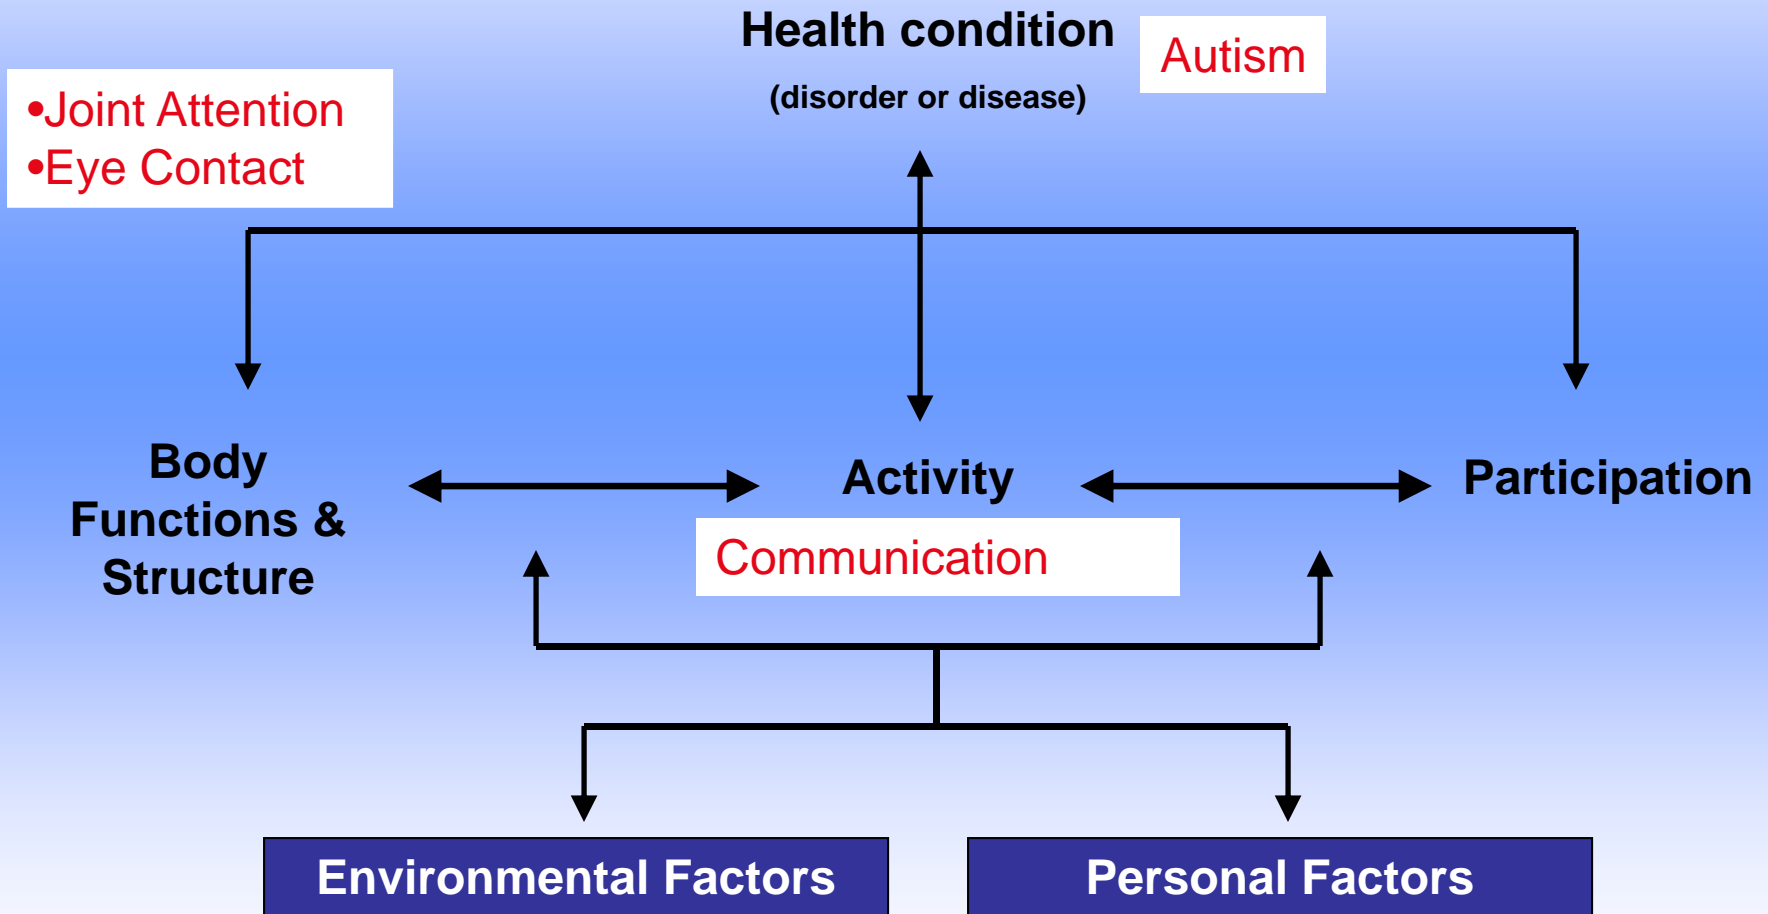 Health condition
Autism
(disorder or disease)
•Joint Attention
•Eye Contact
Body
Functions &
Structure
Activity
Participation
Communication
Environmental Factors
Personal Factors